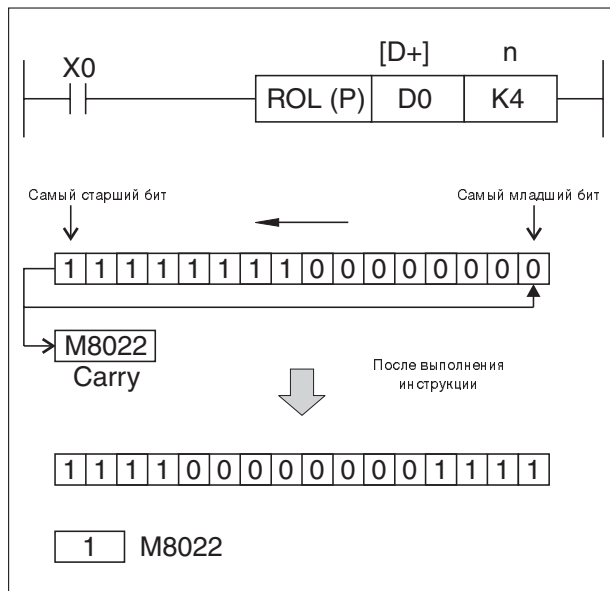 [D+] n
X0
ROL (P) D0 K4
Самый старший бит Самый младший бит
1 1 1 1 1 1 1 1 0 0 0 0 0 0 0 0
M8022
Carry
После выполнения
инструкции
1 1 1 1 0 0 0 0 0 0 0 0 1 1 1 1
1 M8022